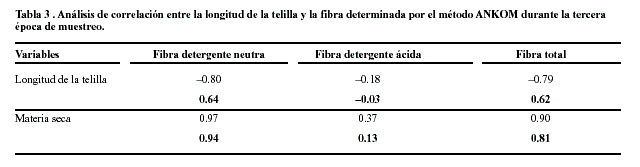 Tabla 3 . Análisis de correlación entre la longitud de la telilla y la fibra determinada por el método ANKOM durante la tercera
época de muestreo.
Variables Fibra detergente neutra Fibra detergente ácida Fibra total
Longitud de la telilla –0.80 –0.18 –0.79
0.64 –0.03 0.62
Materia seca 0.97 0.37 0.90
0.94 0.13 0.81